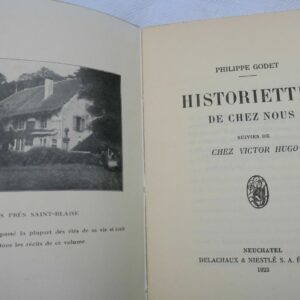 S PRÈS SAINT-BLAISE
passé la plupart des étés de sa vie et écrit
tous les récits de ce volume
PHILIPPE GODET
HISTORIETT
DE CHEZ NOUS
SUIVIES DE
CHEZ VICTOR HUGO
NEUCHATEL
DELACHAUX & NIESTLÉ S. A., É
1923